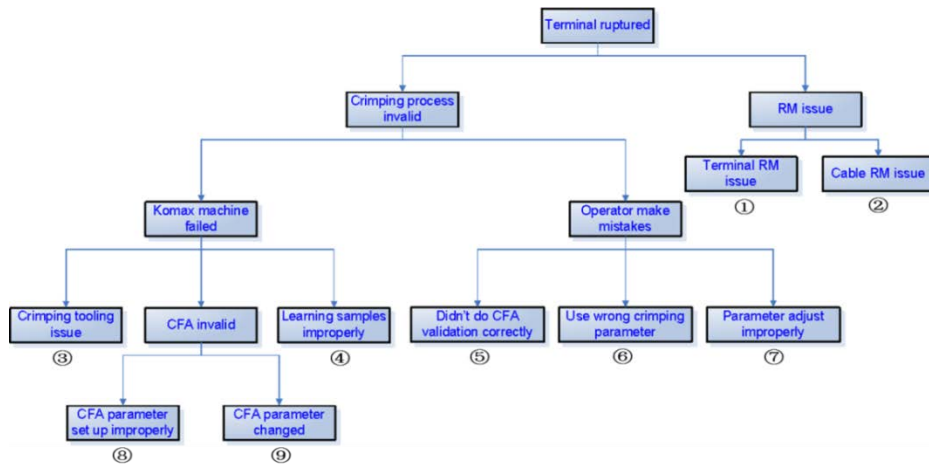 Terminal ruptured
Crimping process
invalid
RM issue
Terminal RM
issue
①
Cable RM issue
②
Komax machine
failed
Operator make
mistakes
Crimping tooling
issue
③
CFA invalid
Learning samples
improperly
④
Didn't do CFA
validation correctly
⑤
Use wrong crimping
parameter
⑥
Parameter adjust
improperly
⑦
CFA parameter
set up improperly
⑧
CFA parameter
changed
⑨